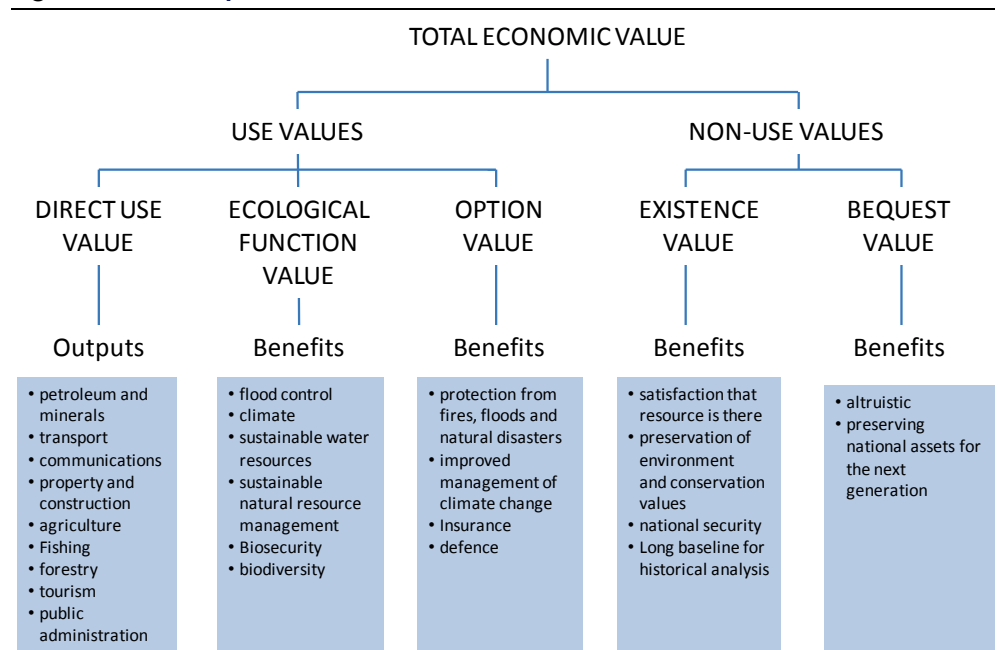 TOTAL ECONOMIC VALUE
USE VALUES
NON-USE VALUES
DIRECT USE
VALUE
ECOLOGICAL
FUNCTION
VALUE
OPTION
VALUE
EXISTENCE
VALUE
BEQUEST
VALUE
Outputs
Benefits
Benefits
Benefits
Benefits
• petroleum and
minerals
• transport
• communications
• property and
construction
• agriculture
• Fishing
• forestry
• tourism
• public
administration
• flood control
• climate
• sustainable water
resources
• sustainable
natural resource
management
• Biosecurity
• biodiversity
• protection from
fires, floods and
natural disasters
• improved
management of
climate change
• Insurance
• defence
• satisfaction that
resource is there
• preservation of
environment
and conservation
values
• national security
• Long baseline for
historical analysis
• altruistic
• preserving
national assets for
the next
generation